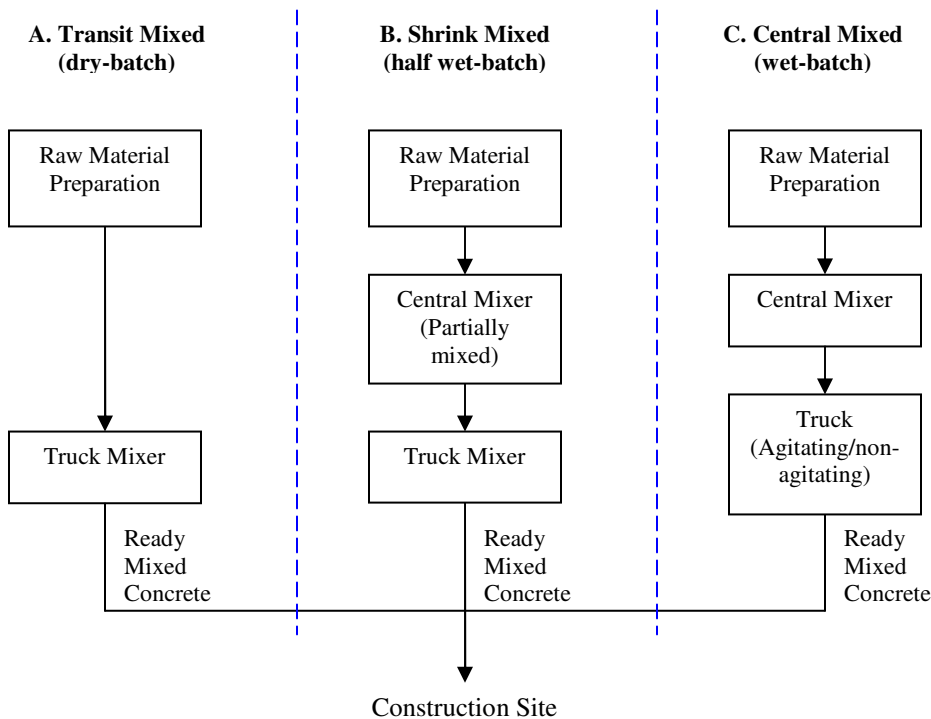 A. Transit Mixed
(dry-batch)
B. Shrink Mixed
(half wet-batch)
C. Central Mixed
(wet-batch)
Raw Material
Preparation
Raw Material
Preparation
Raw Material
Preparation
Central Mixer
(Partially
mixed)
Central Mixer
Truck Mixer
Truck Mixer
Truck
(Agitating/non-
agitating)
Ready
Mixed
Concrete
Ready
Mixed
Concrete
Ready
Mixed
Concrete
Construction Site